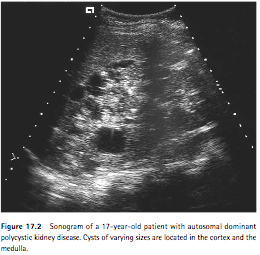 Figure 17.2 Sonogram of a 17-year-old patient with autosomal dominant
polycystic kidney disease. Cysts of varying sizes are located in the cortex and the
medulla.